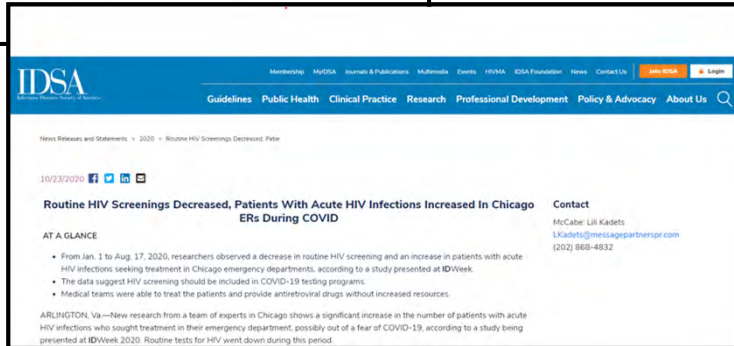 Membership MyIDSA Journals & Publications Multimedia Events HIVMA IDSA Foundation News Contact Us Join IDSA Login
IDSA
Infectious Diseases Society of America
Guidelines Public Health Clinical Practice Research Professional Development Policy & Advocacy About Us
News Releases and Statements > 2020 > Routine HIV Screenings Decreased, Patie
10/23/2020
Routine HIV Screenings Decreased, Patients With Acute HIV Infections Increased In Chicago
ERs During COVID
Contact
McCabe: Lili Kadets
LKadets@messagepartnerspr.com
(202) 868-4832
AT A GLANCE
• From Jan. 1 to Aug. 17, 2020, researchers observed a decrease in routine HIV screening and an increase in patients with acute
HIV infections seeking treatment in Chicago emergency departments, according to a study presented at IDWeek.
• The data suggest HIV screening should be included in COVID-19 testing programs.
• Medical teams were able to treat the patients and provide antiretroviral drugs without increased resources.
ARLINGTON, Va.—New research from a team of experts in Chicago shows a significant increase in the number of patients with acute
HIV infections who sought treatment in their emergency department, possibly out of a fear of COVID-19, according to a study being
presented at IDWeek 2020. Routine tests for HIV went down during this period.